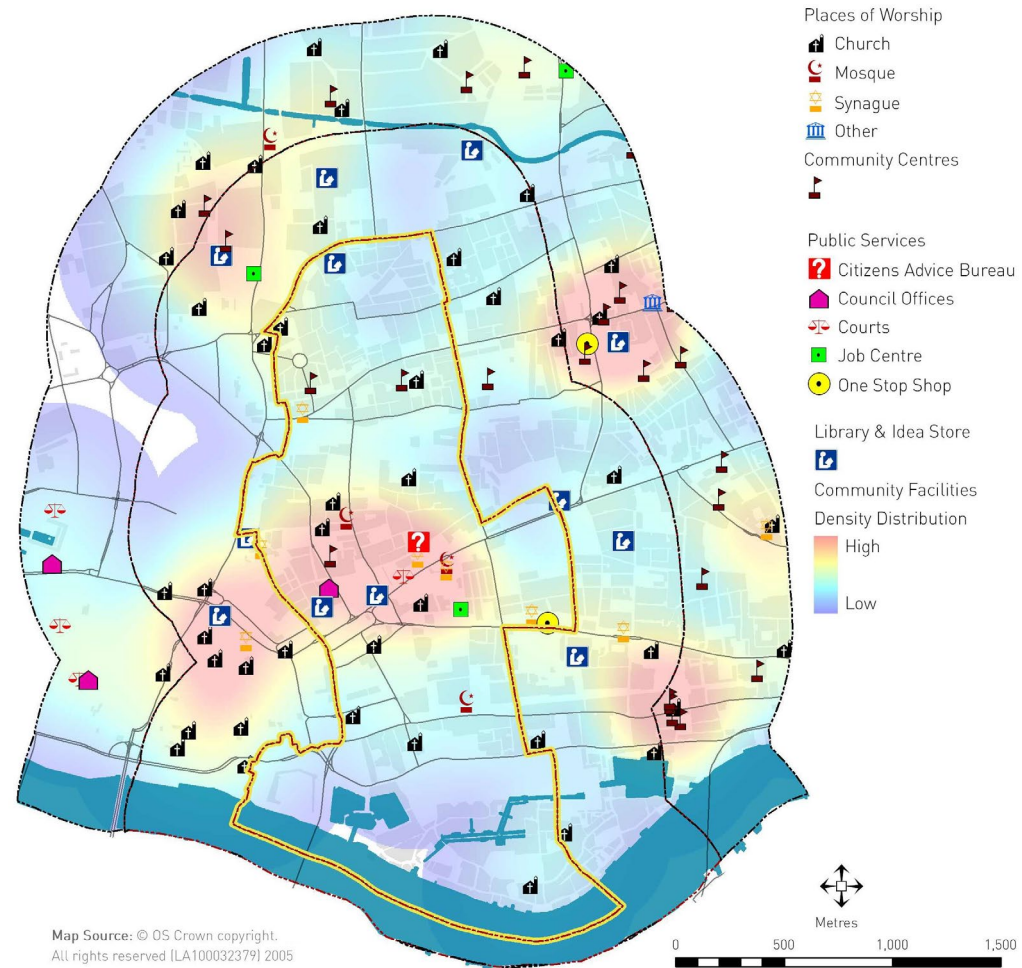 Places of Worship
Church
Mosque
Synague
Other
Community Centres
Public Services
Citizens Advice Bureau
Council Offices
Courts
Job Centre
One Stop Shop
Library & Idea Store
Community Facilities
Density Distribution
High
Low
Metres
0 500 1,000 1,500
Map Source: © OS Crown copyright.
All rights reserved (LA100032379) 2005